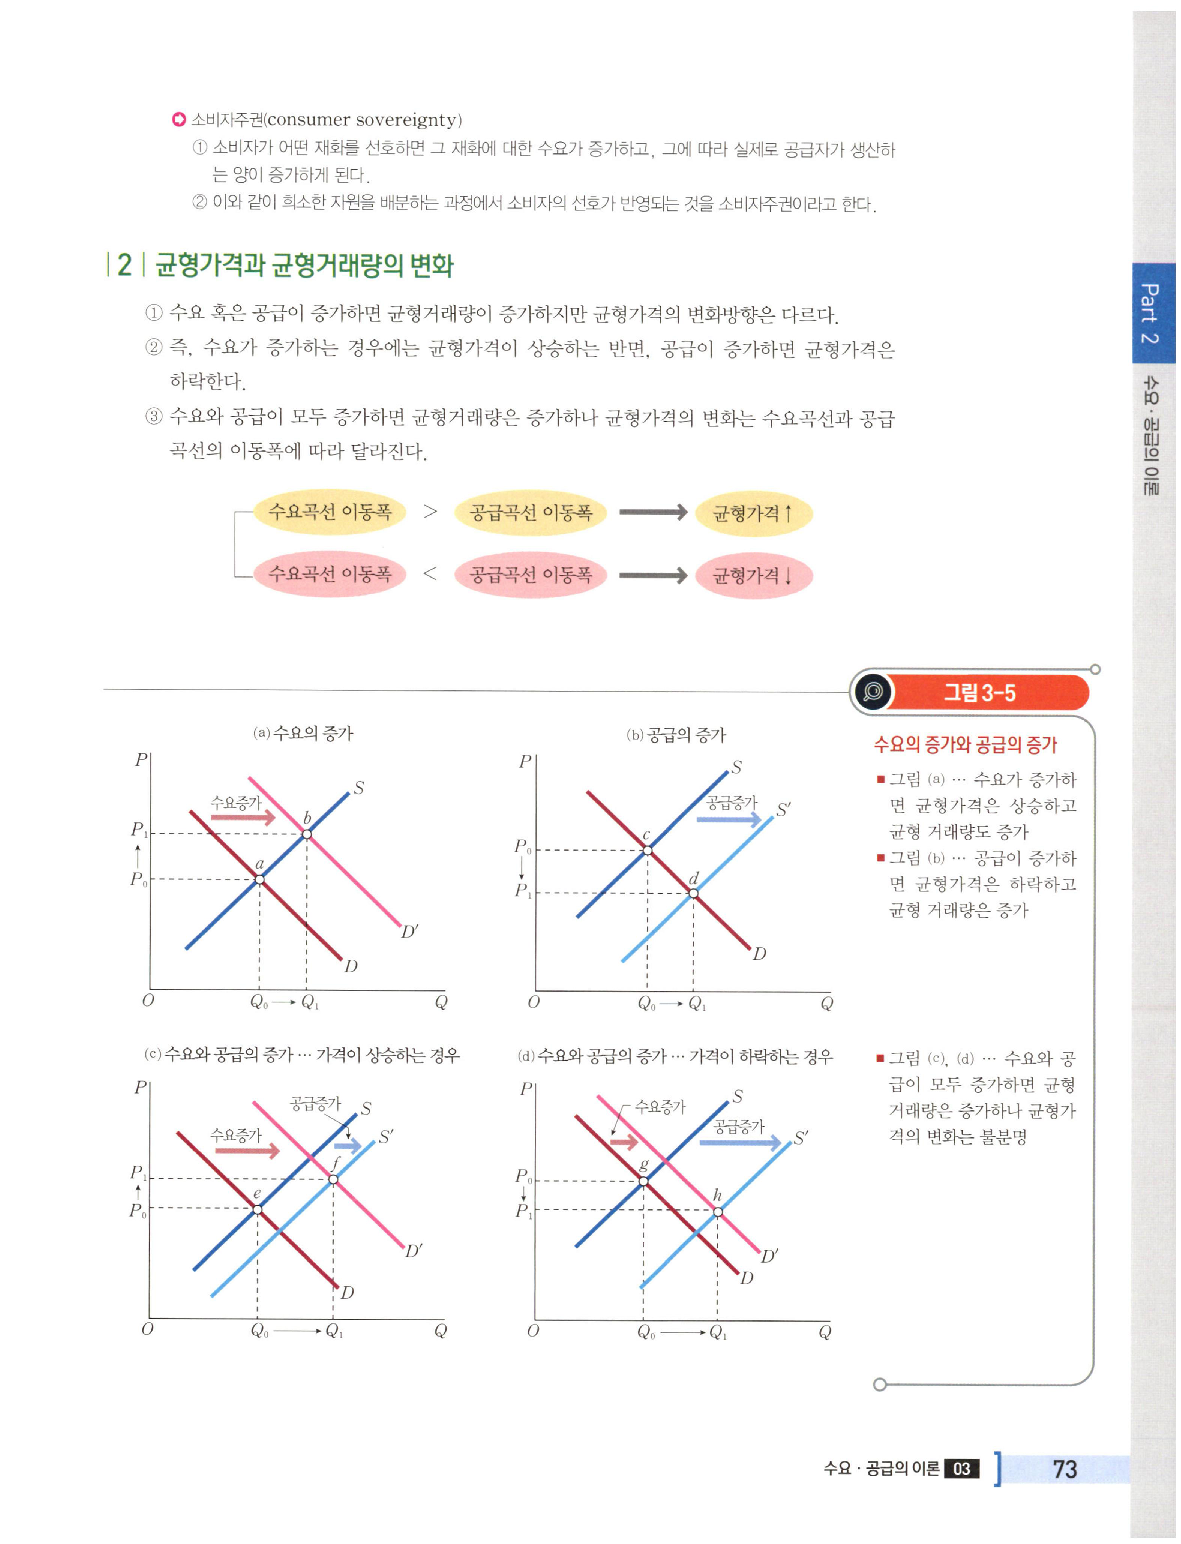 소비자주권(consumer sovereignty)
① 소비자가 어떤 재화를 선호하면 그 재화에 대한 수요가 증가하고, 그에 따라 실제로 공급자가 생산하
는 양이 증가하게 된다.
② 이와 같이 희소한 자원을 배분하는 과정에서 소비자의 선호가 반영되는 것을 소비자주권이라고 한다.
|2| 균형가격과 균형거래량의 변화
① 수요 혹은 공급이 증가하면 균형거래량이 증가하지만 균형가격의 변화방향은 다르다.
② 즉, 수요가 증가하는 경우에는 균형가격이 상승하는 반면, 공급이 증가하면 균형가격은
하락한다.
③ 수요와 공급이 모두 증가하면 균형거래량은 증가하나 균형가격의 변화는 수요곡선과 공급
곡선의 이동폭에 따라 달라진다.
수요곡선 이동폭 > 공급곡선 이동폭 → 균형가격↑
수요곡선 이동폭 < 공급곡선 이동폭 → 균형가격↓
그림 3-5
수요의 증가와 공급의 증가
■ 그림 (a) … 수요가 증가하
면 균형가격은 상승하고
균형 거래량도 증가
■ 그림 (b) … 공급이 증가하
면 균형가격은 하락하고
균형 거래량은 증가
■ 그림 (c), (d) … 수요와 공
급이 모두 증가하면 균형
거래량은 증가하나 균형가
격의 변화는 불분명
(a) 수요의 증가
P
수요증가
S
b
P₁
↑
a
P₀
D'
D
O
Q₀ → Q₁
Q
(b) 공급의 증가
P
S
공급증가
S'
c
P₀
↓
d
P₁
D
O
Q₀ → Q₁
Q
(c) 수요와 공급의 증가 … 가격이 상승하는 경우
P
공급증가
S
수요증가
S'
f
P₁
↑
e
P₀
D'
D
O
Q₀ → Q₁
Q
(d) 수요와 공급의 증가 … 가격이 하락하는 경우
P
수요증가
S
공급증가
S'
g
P₀
↓
h
P₁
D'
D
O
Q₀ → Q₁
Q
Part 2
수요·공급의 이론
수요·공급의 이론 03
73